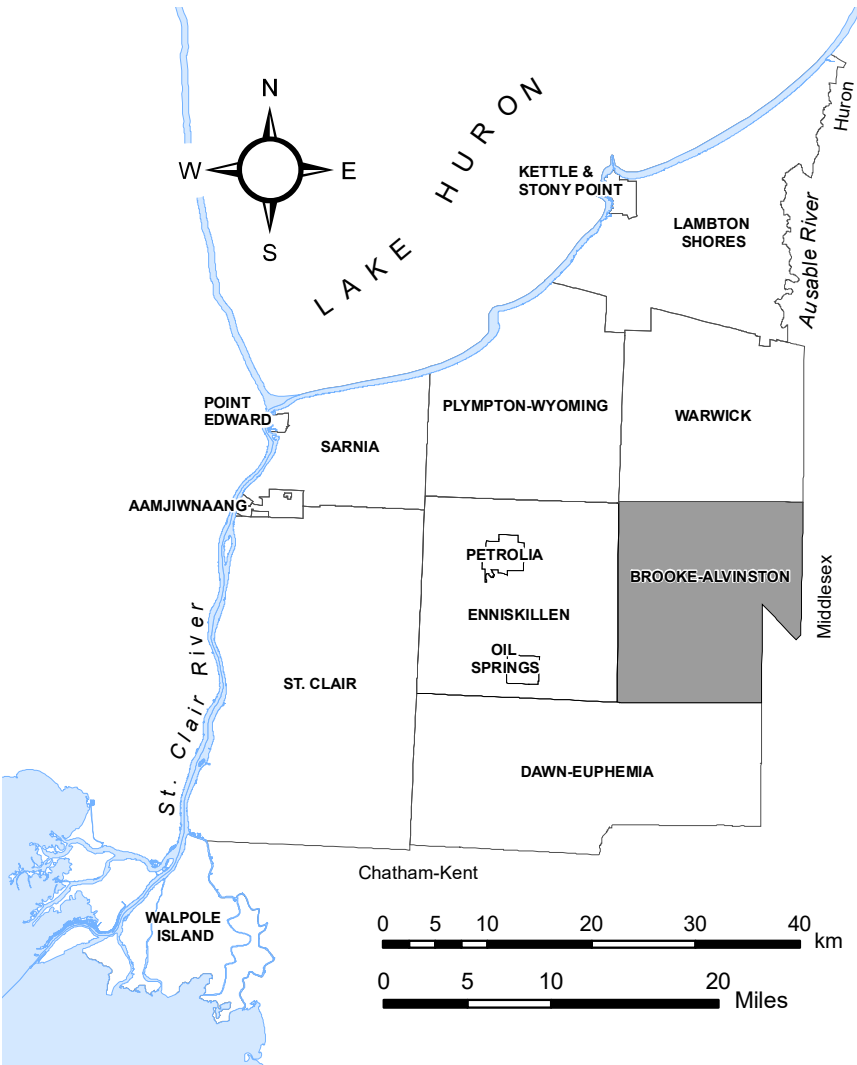 N
W
E
S
LAKE HURON
Huron
KETTLE &
STONY POINT
LAMBTON
SHORES
Ausable River
POINT
EDWARD
SARNIA
PLYMPTON-WYOMING
WARWICK
AAMJIWNAANG
PETROLIA
BROOKE-ALVINSTON
Middlesex
ENNISKILLEN
OIL
SPRINGS
ST. CLAIR
St. Clair River
DAWN-EUPHEMIA
Chatham-Kent
WALPOLE
ISLAND
0 5 10 20 30 40
km
0 5 10 20
Miles